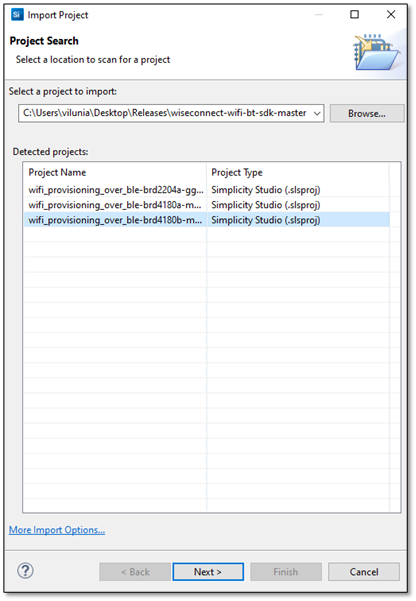 Si Import Project
Project Search
Select a location to scan for a project
Select a project to import:
C:\Users\vilunia\Desktop\Releases\wiseconnect-wifi-bt-sdk-master
Browse...
Detected projects:
Project Name Project Type
wifi_provisioning_over_ble-brd2204a-gg... Simplicity Studio (.slsproj)
wifi_provisioning_over_ble-brd4180a-m... Simplicity Studio (.slsproj)
wifi_provisioning_over_ble-brd4180b-m... Simplicity Studio (.slsproj)
More Import Options...
? < Back Next > Finish Cancel